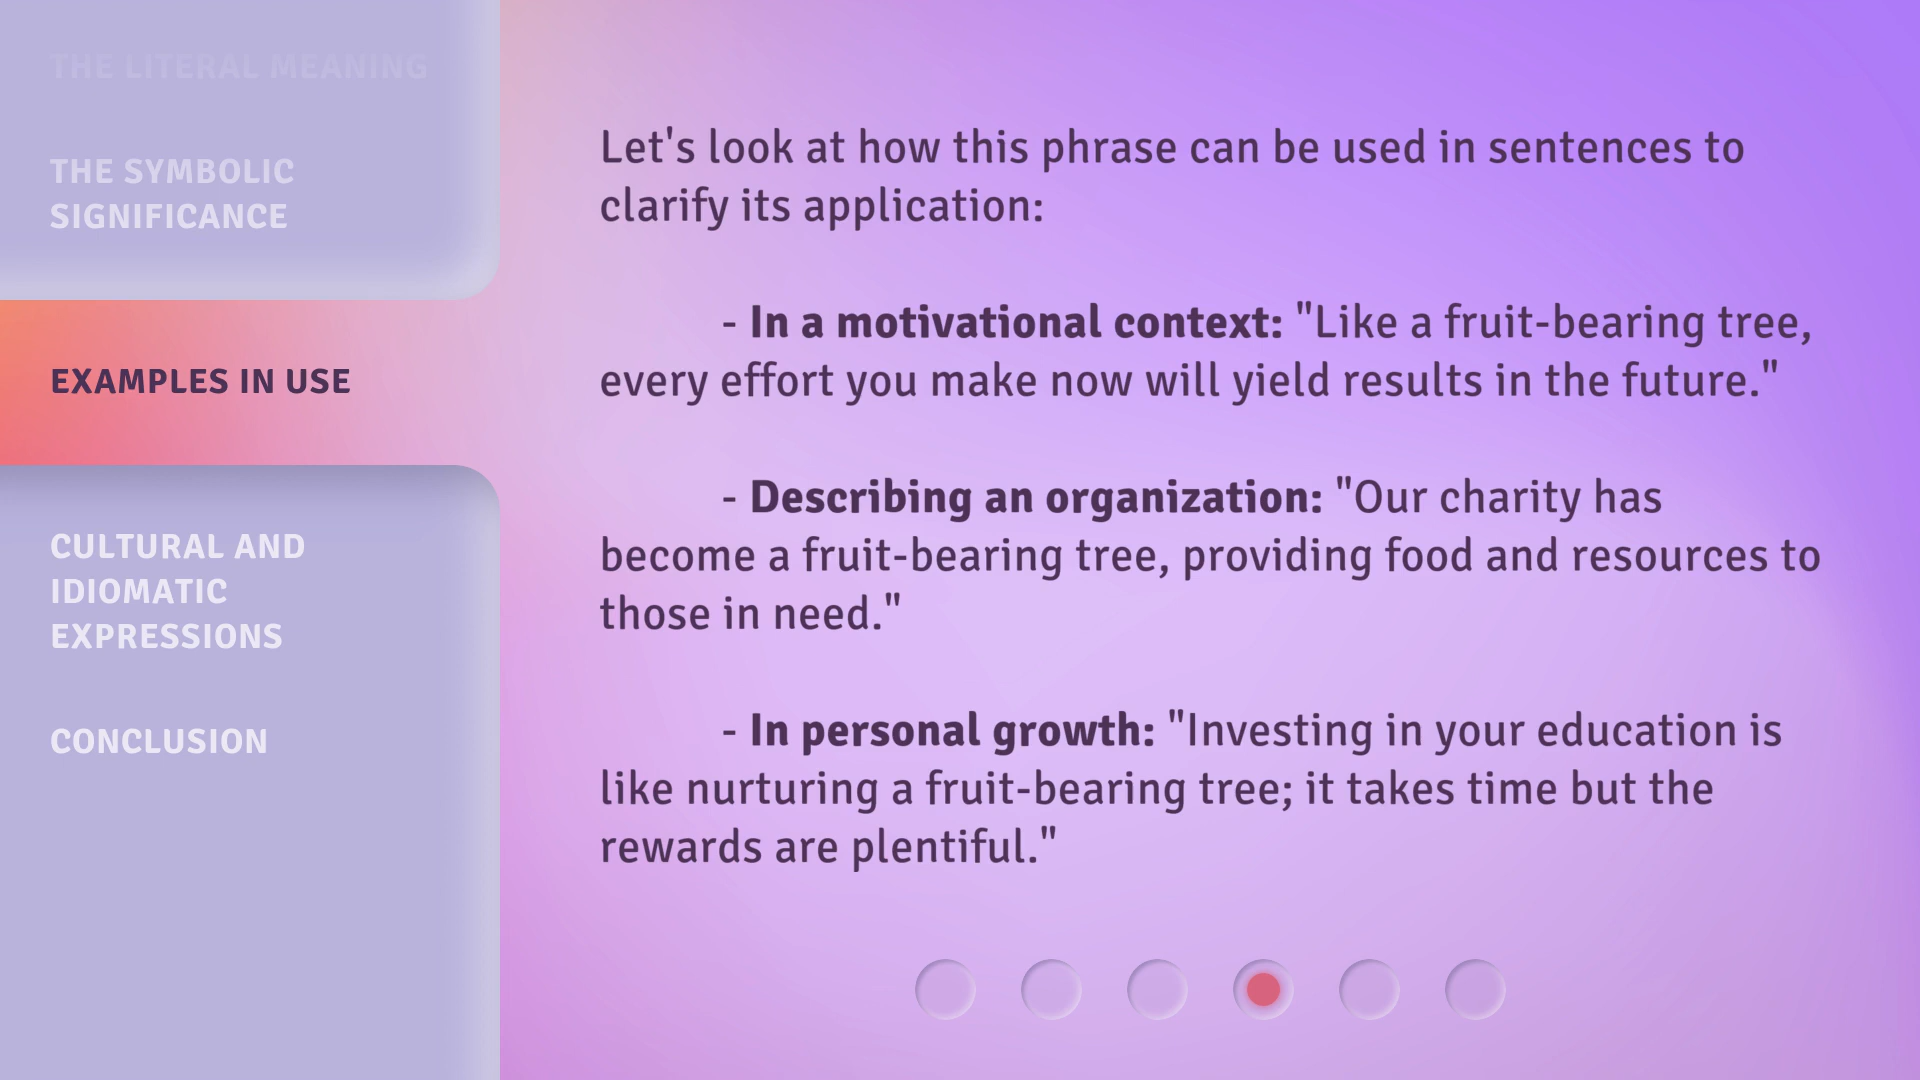 THE LITERAL MEANING
THE SYMBOLIC
SIGNIFICANCE
EXAMPLES IN USE
CULTURAL AND
IDIOMATIC
EXPRESSIONS
CONCLUSION
Let's look at how this phrase can be used in sentences to
clarify its application:
- In a motivational context: "Like a fruit-bearing tree,
every effort you make now will yield results in the future."
- Describing an organization: "Our charity has
become a fruit-bearing tree, providing food and resources to
those in need."
- In personal growth: "Investing in your education is
like nurturing a fruit-bearing tree; it takes time but the
rewards are plentiful."